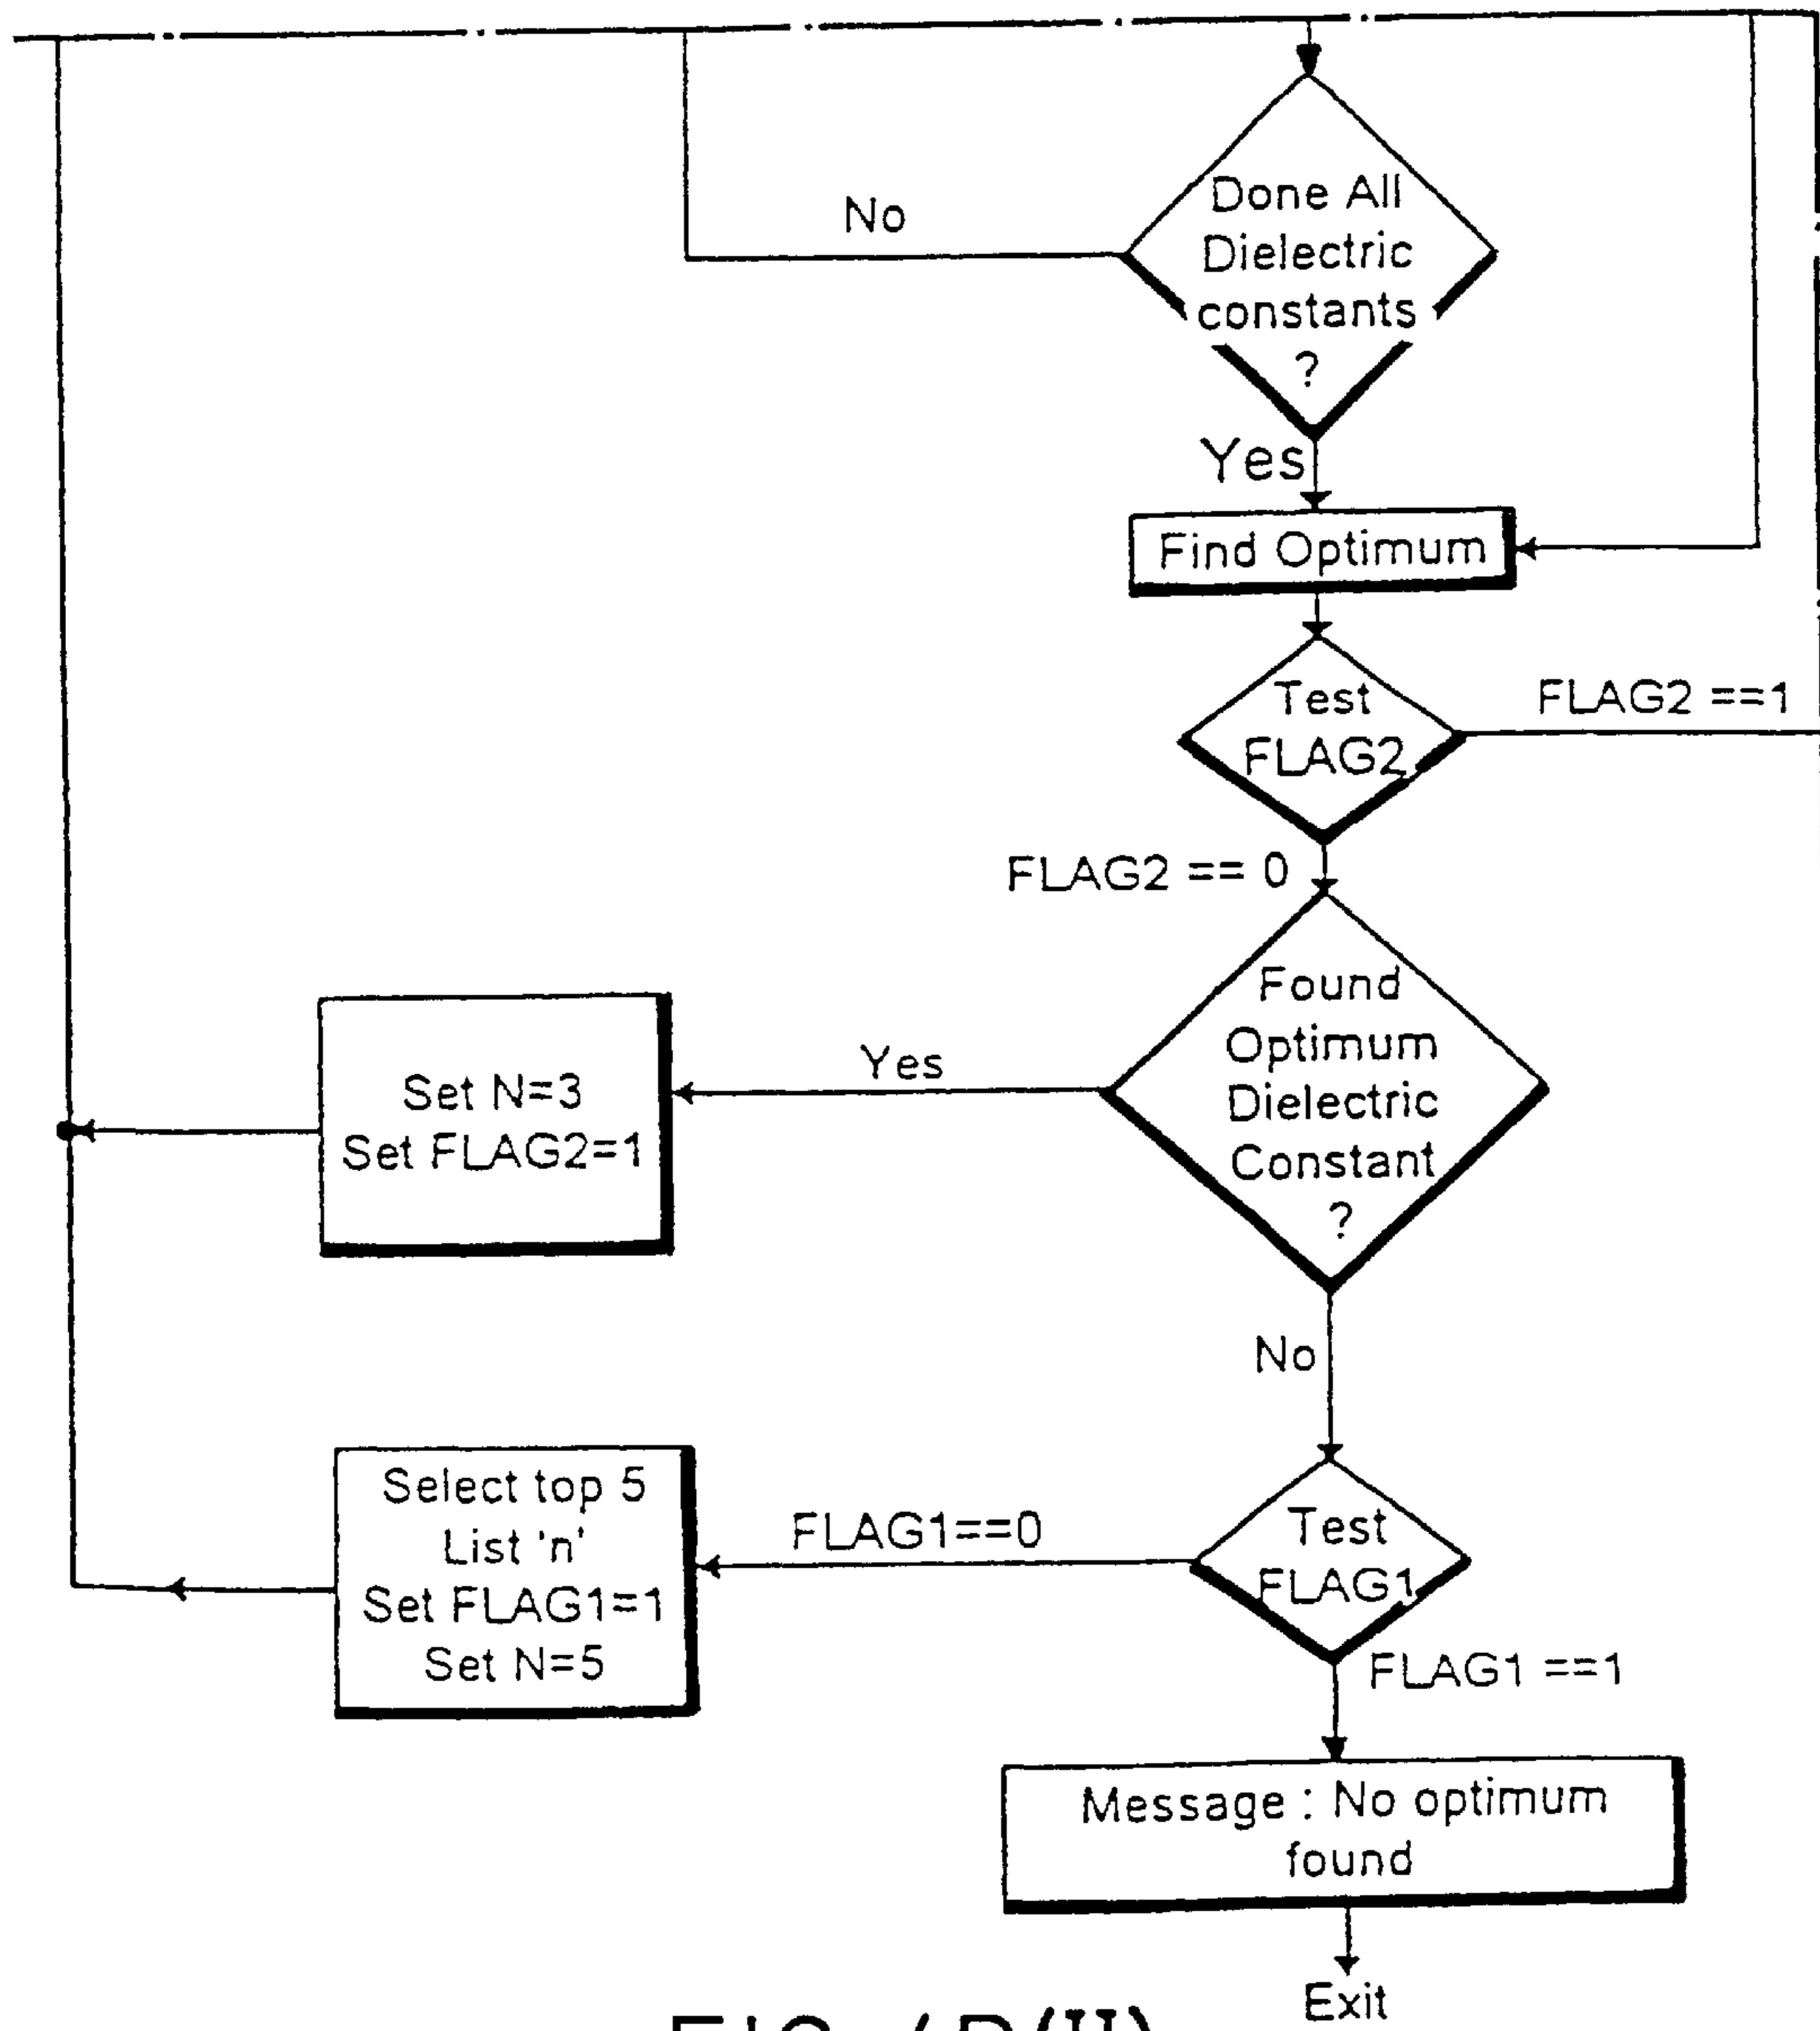 No
Done All
Dielectric
constants
?
Yes
Find Optimum
Test
FLAG2
FLAG2 ==1
FLAG2 == 0
Found
Optimum
Dielectric
Constant
?
Yes
Set N=3
Set FLAG2=1
No
Test
FLAG1
FLAG1==0
Select top 5
List 'n'
Set FLAG1=1
Set N=5
FLAG1 ==1
Message : No optimum
found
Exit